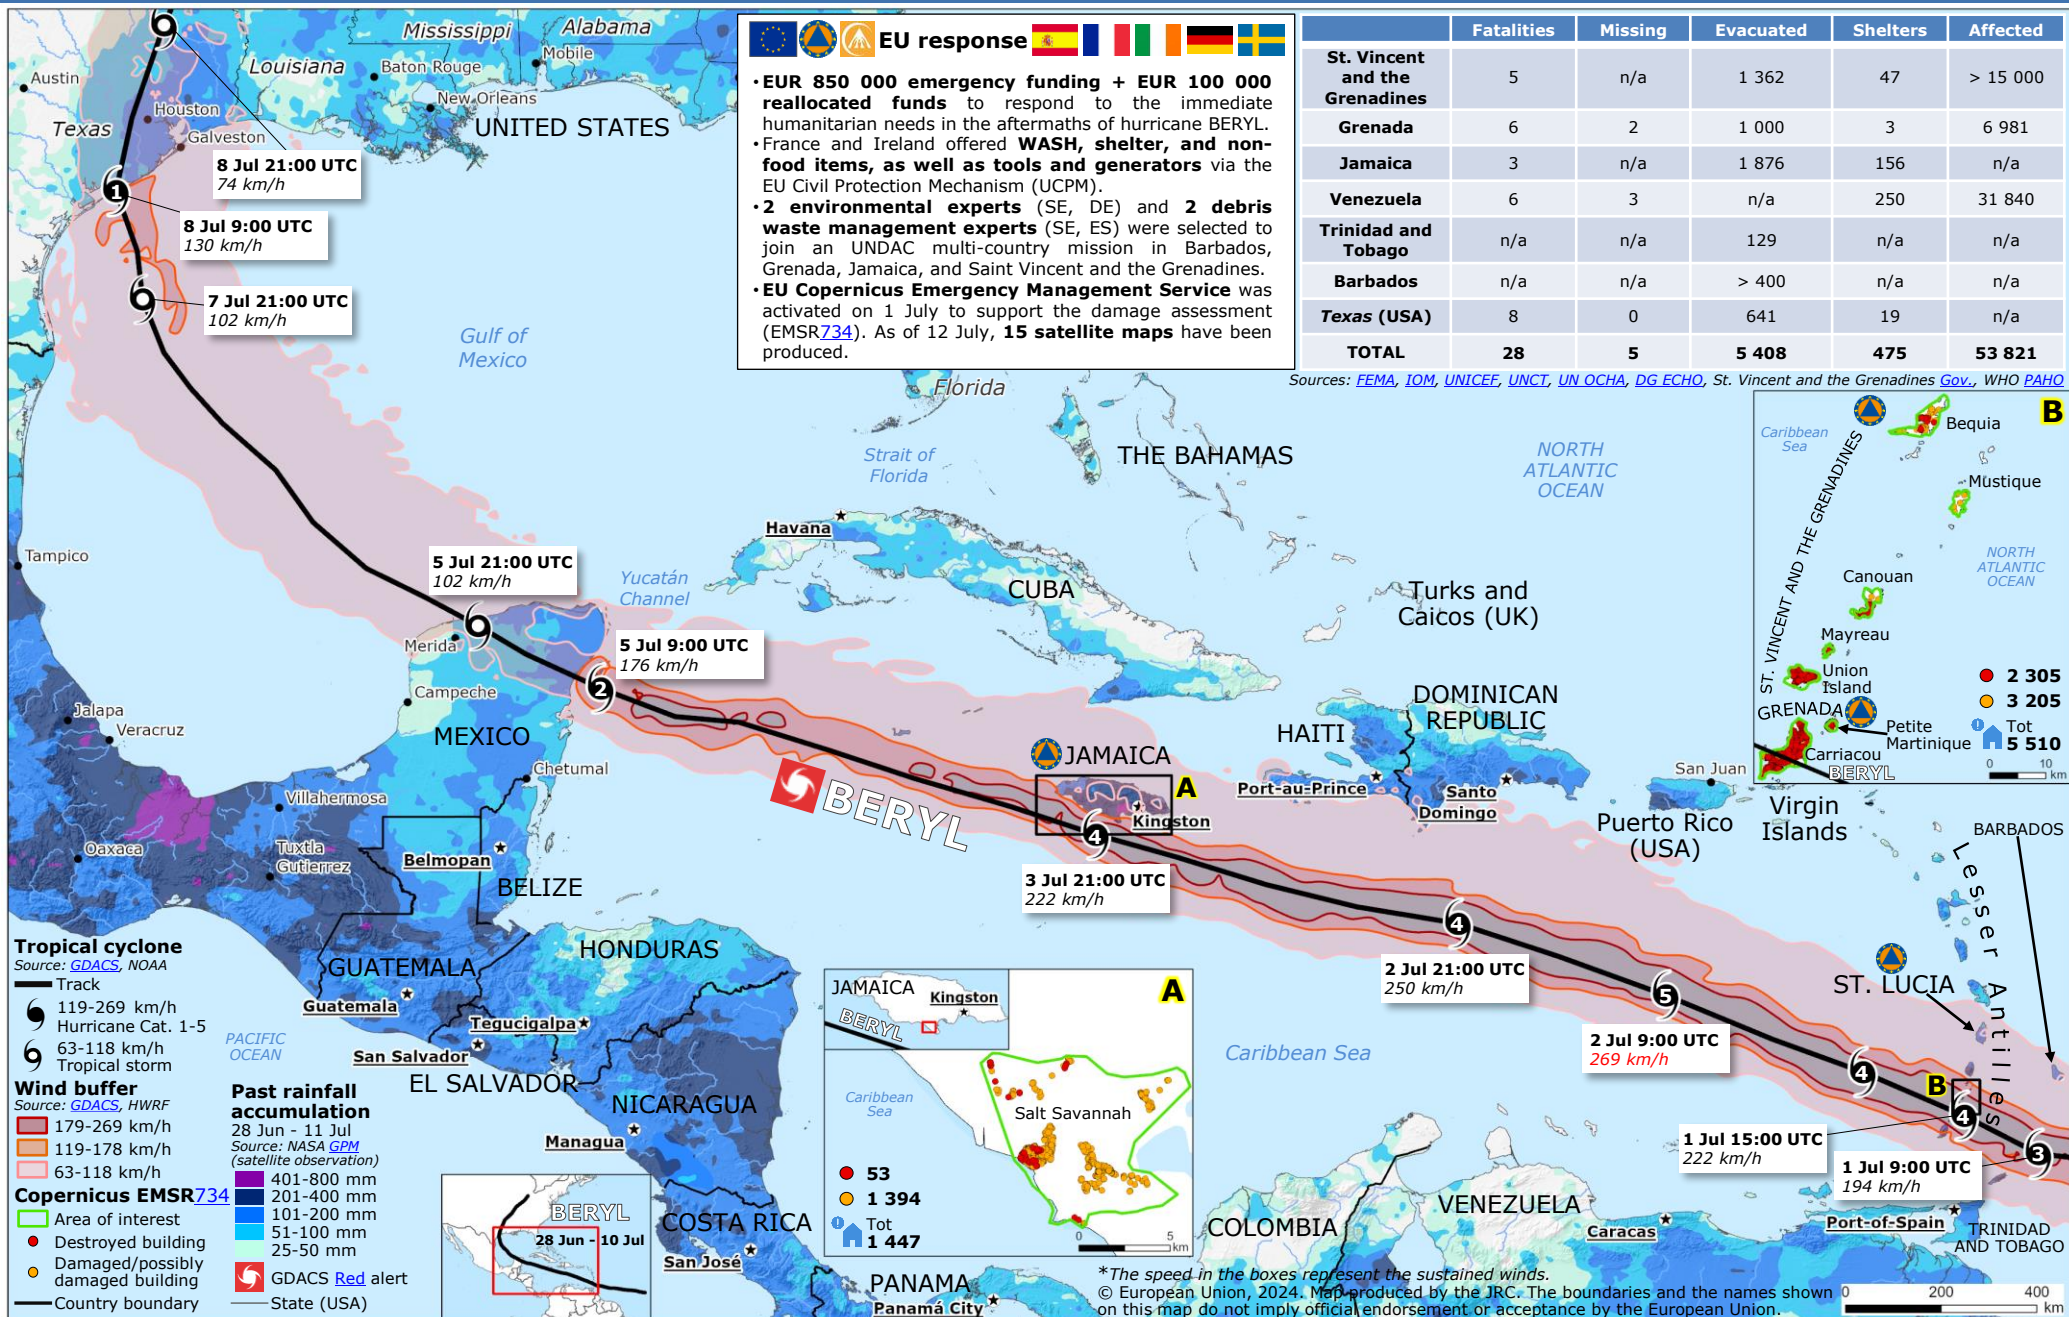 EU response
•EUR 850 000 emergency funding + EUR 100 000
reallocated funds to respond to the immediate
humanitarian needs in the aftermaths of hurricane BERYL.
•France and Ireland offered WASH, shelter, and non-
food items, as well as tools and generators via the
EU Civil Protection Mechanism (UCPM).
•2 environmental experts (SE, DE) and 2 debris
waste management experts (SE, ES) were selected to
join an UNDAC multi-country mission in Barbados,
Grenada, Jamaica, and Saint Vincent and the Grenadines.
•EU Copernicus Emergency Management Service was
activated on 1 July to support the damage assessment
(EMSR734). As of 12 July, 15 satellite maps have been
produced.
Fatalities Missing Evacuated Shelters Affected
St. Vincent
and the
Grenadines
5 n/a 1 362 47 > 15 000
Grenada 6 2 1 000 3 6 981
Jamaica 3 n/a 1 876 156 n/a
Venezuela 6 3 n/a 250 31 840
Trinidad and
Tobago
n/a n/a 129 n/a n/a
Barbados n/a n/a > 400 n/a n/a
Texas (USA) 8 0 641 19 n/a
TOTAL 28 5 5 408 475 53 821
Sources: FEMA, IOM, UNICEF, UNCT, UN OCHA, DG ECHO, St. Vincent and the Grenadines Gov., WHO PAHO
Mississippi
Alabama
Louisiana
Mobile
Baton Rouge
Austin
New Orleans
Houston
Texas
Galveston
UNITED STATES
8 Jul 21:00 UTC
74 km/h
1
8 Jul 9:00 UTC
130 km/h
7 Jul 21:00 UTC
102 km/h
Gulf of
Mexico
Florida
Strait of
Florida
THE BAHAMAS
NORTH
ATLANTIC
OCEAN
Havana
Tampico
5 Jul 21:00 UTC
102 km/h
Yucatán
Channel
CUBA
Turks and
Caicos (UK)
Merida
5 Jul 9:00 UTC
176 km/h
2
Campeche
Jalapa
Veracruz
MEXICO
Chetumal
DOMINICAN
REPUBLIC
HAITI
JAMAICA
A
Kingston
4
BERYL
Port-au-Prince
Santo
Domingo
San Juan
Puerto Rico
(USA)
Virgin
Islands
BARBADOS
Lesser Antilles
Villahermosa
Oaxaca
Tuxtla
Gutierrez
Belmopan
BELIZE
3 Jul 21:00 UTC
222 km/h
4
2 Jul 21:00 UTC
250 km/h
5
2 Jul 9:00 UTC
269 km/h
4
ST. LUCIA
B
4
1 Jul 15:00 UTC
222 km/h
3
1 Jul 9:00 UTC
194 km/h
HONDURAS
GUATEMALA
Guatemala
Tegucigalpa
San Salvador
EL SALVADOR
NICARAGUA
Managua
PACIFIC
OCEAN
Caribbean Sea
COSTA RICA
San José
PANAMA
Panamá City
COLOMBIA
VENEZUELA
Caracas
Port-of-Spain
TRINIDAD
AND TOBAGO
B
Caribbean
Sea
Bequia
Mustique
ST. VINCENT AND THE GRENADINES
NORTH
ATLANTIC
OCEAN
Canouan
Mayreau
Union
Island
GRENADA
Petite
Martinique
Carriacou
BERYL
2 305
3 205
Tot
5 510
0 10
km
A
JAMAICA
Kingston
BERYL
Caribbean
Sea
Salt Savannah
53
1 394
Tot
1 447
0 5
km
Tropical cyclone
Source: GDACS, NOAA
Track
119-269 km/h
Hurricane Cat. 1-5
63-118 km/h
Tropical storm
Wind buffer
Source: GDACS, HWRF
179-269 km/h
119-178 km/h
63-118 km/h
Copernicus EMSR734
Area of interest
Destroyed building
Damaged/possibly
damaged building
Country boundary
Past rainfall
accumulation
28 Jun - 11 Jul
Source: NASA GPM
(satellite observation)
401-800 mm
201-400 mm
101-200 mm
51-100 mm
25-50 mm
GDACS Red alert
State (USA)
BERYL
28 Jun - 10 Jul
*The speed in the boxes represent the sustained winds.
© European Union, 2024. Map produced by the JRC. The boundaries and the names shown
on this map do not imply official endorsement or acceptance by the European Union.
0 200 400
km